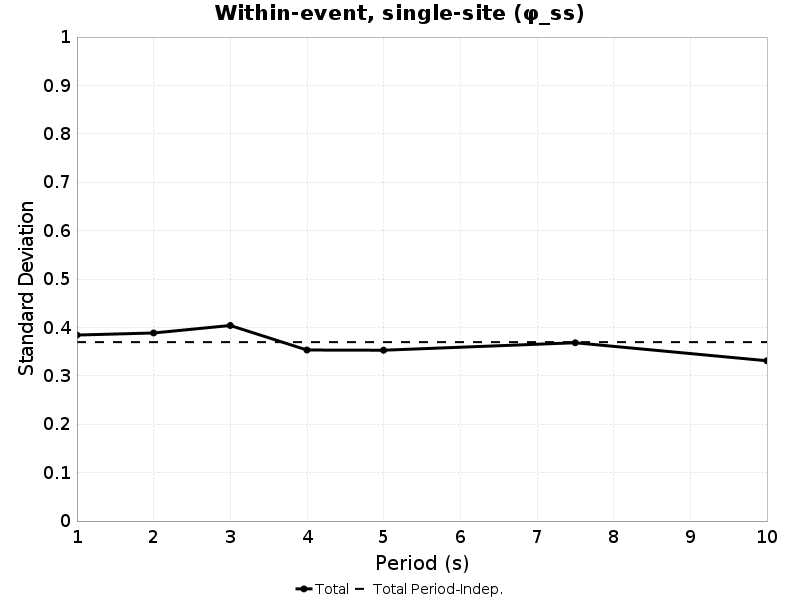 Within-event, single-site (φ_ss)
1
0.9
0.8
0.7
0.6
0.5
0.4
0.3
0.2
0.1
0
Standard Deviation
1 2 3 4 5 6 7 8 9 10
Period (s)
Total Total Period-Indep.